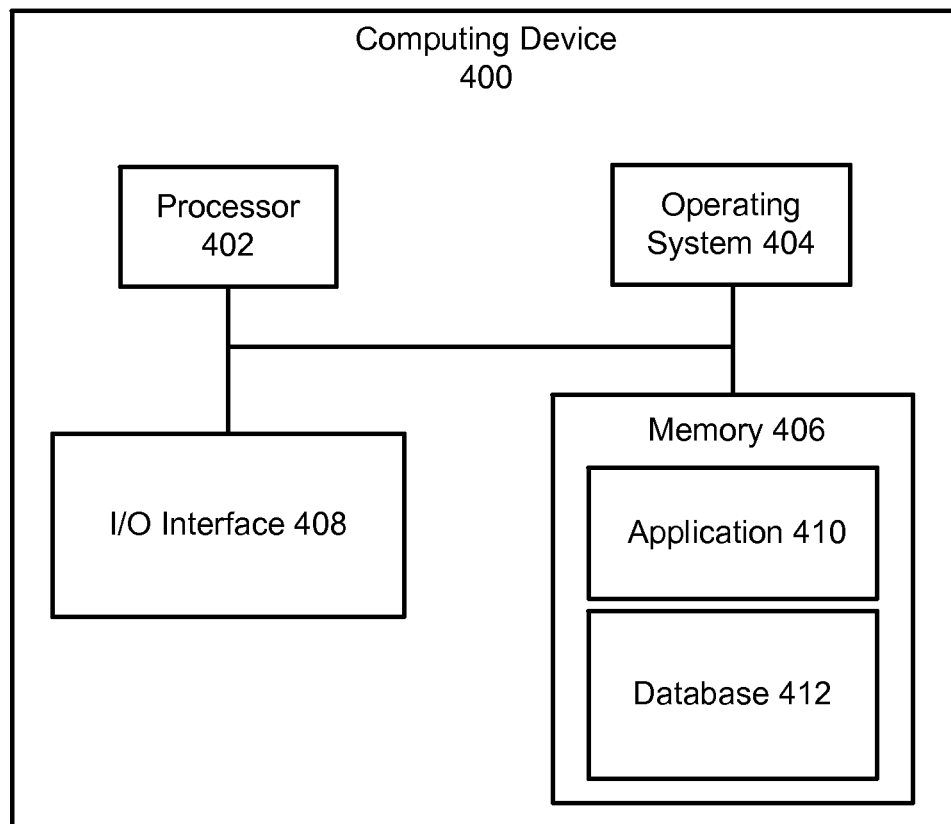 Computing Device
400
Processor
402
Operating
System 404
I/O Interface 408
Memory 406
Application 410
Database 412